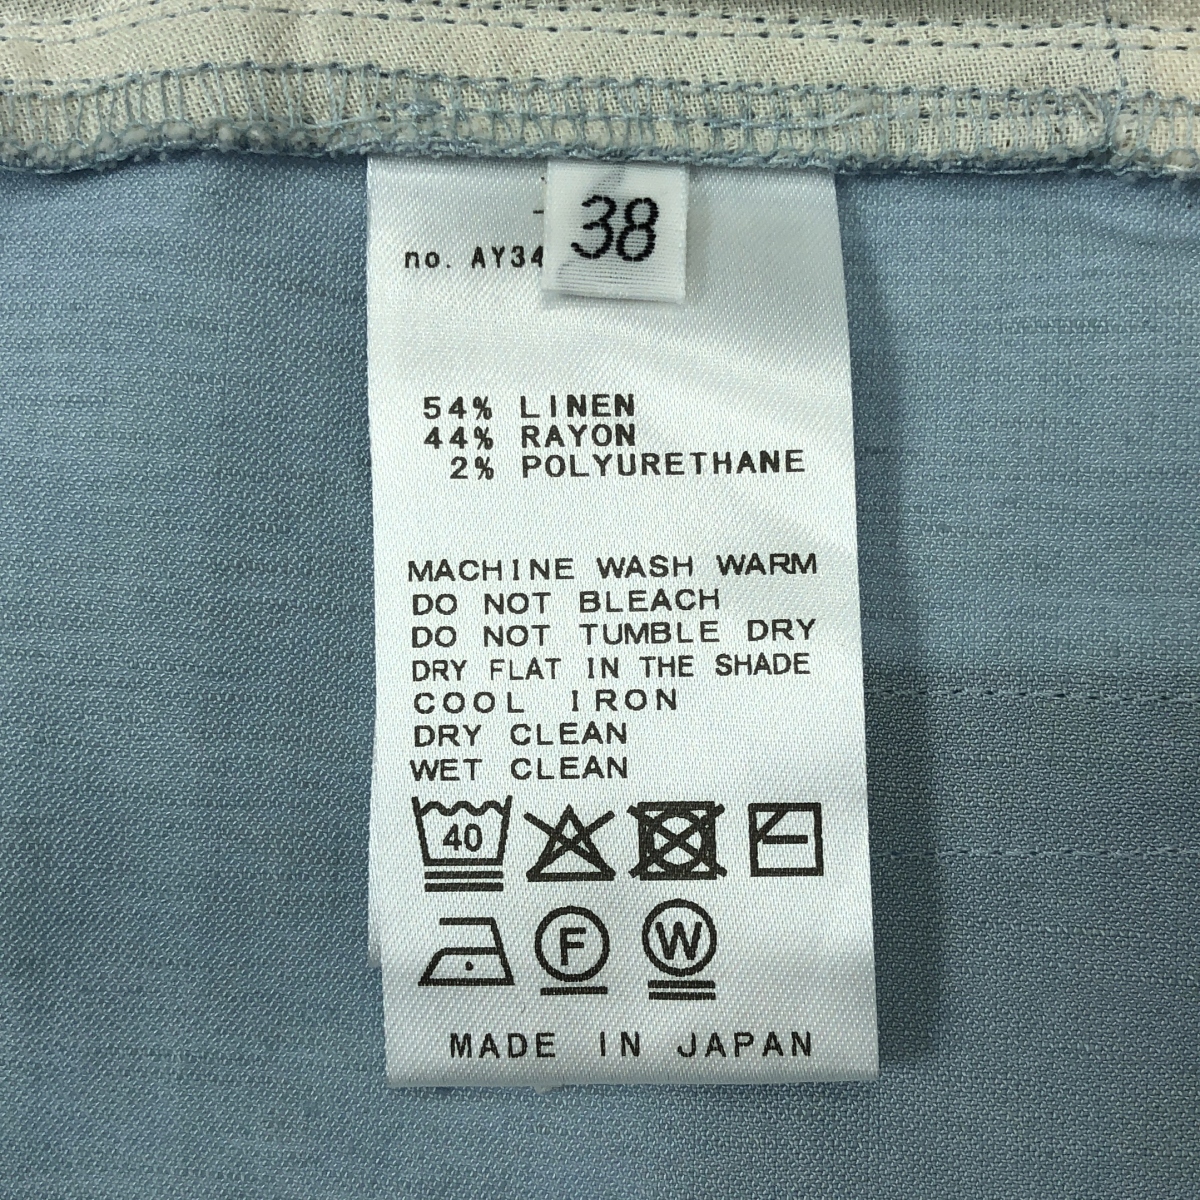 38
no. AY34
54% LINEN
44% RAYON
2% POLYURETHANE
MACHINE WASH WARM
DO NOT BLEACH
DO NOT TUMBLE DRY
DRY FLAT IN THE SHADE
COOL IRON
DRY CLEAN
WET CLEAN
40
F W
MADE IN JAPAN